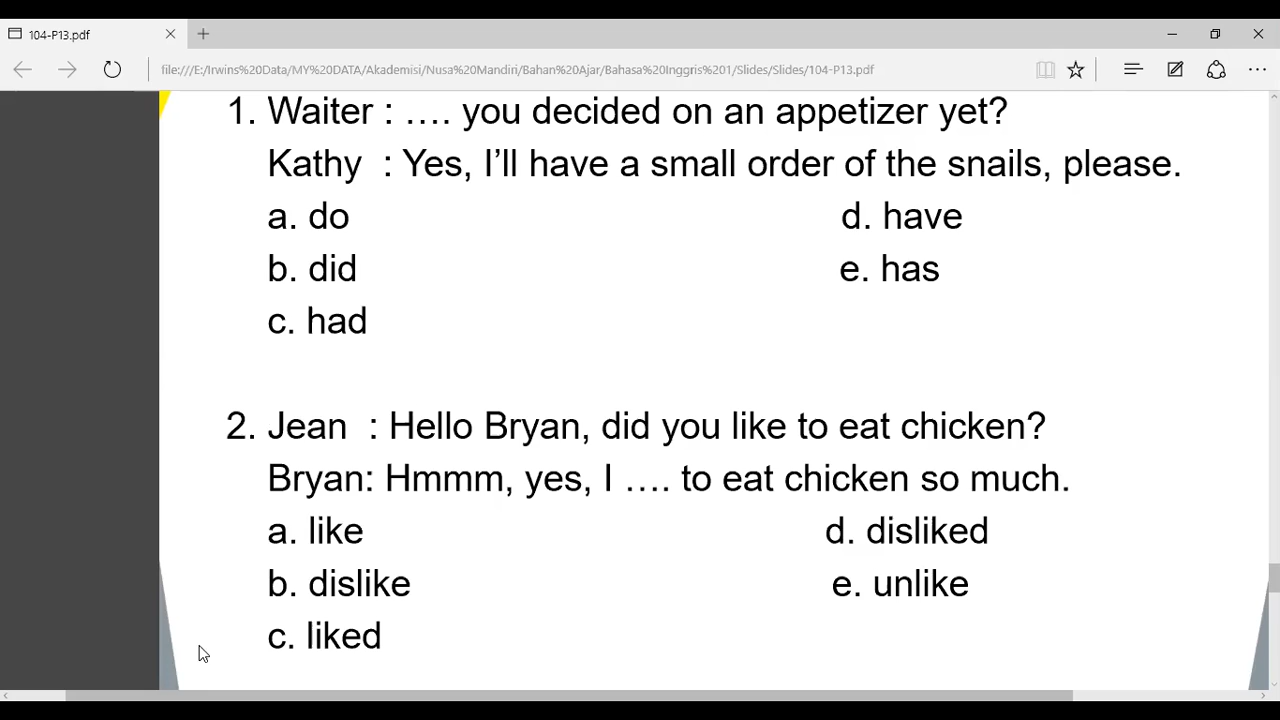 104-P13.pdf
file:///E:/Irwins%20Data/MY%20DATA/Akademisi/Nusa%20Mandiri/Bahan%20Ajar/Bahasa%20Inggris%201/Slides/Slides/104-P13.pdf
1. Waiter : …. you decided on an appetizer yet?
Kathy : Yes, I’ll have a small order of the snails, please.
a. do d. have
b. did e. has
c. had
2. Jean : Hello Bryan, did you like to eat chicken?
Bryan: Hmmm, yes, I …. to eat chicken so much.
a. like d. disliked
b. dislike e. unlike
c. liked